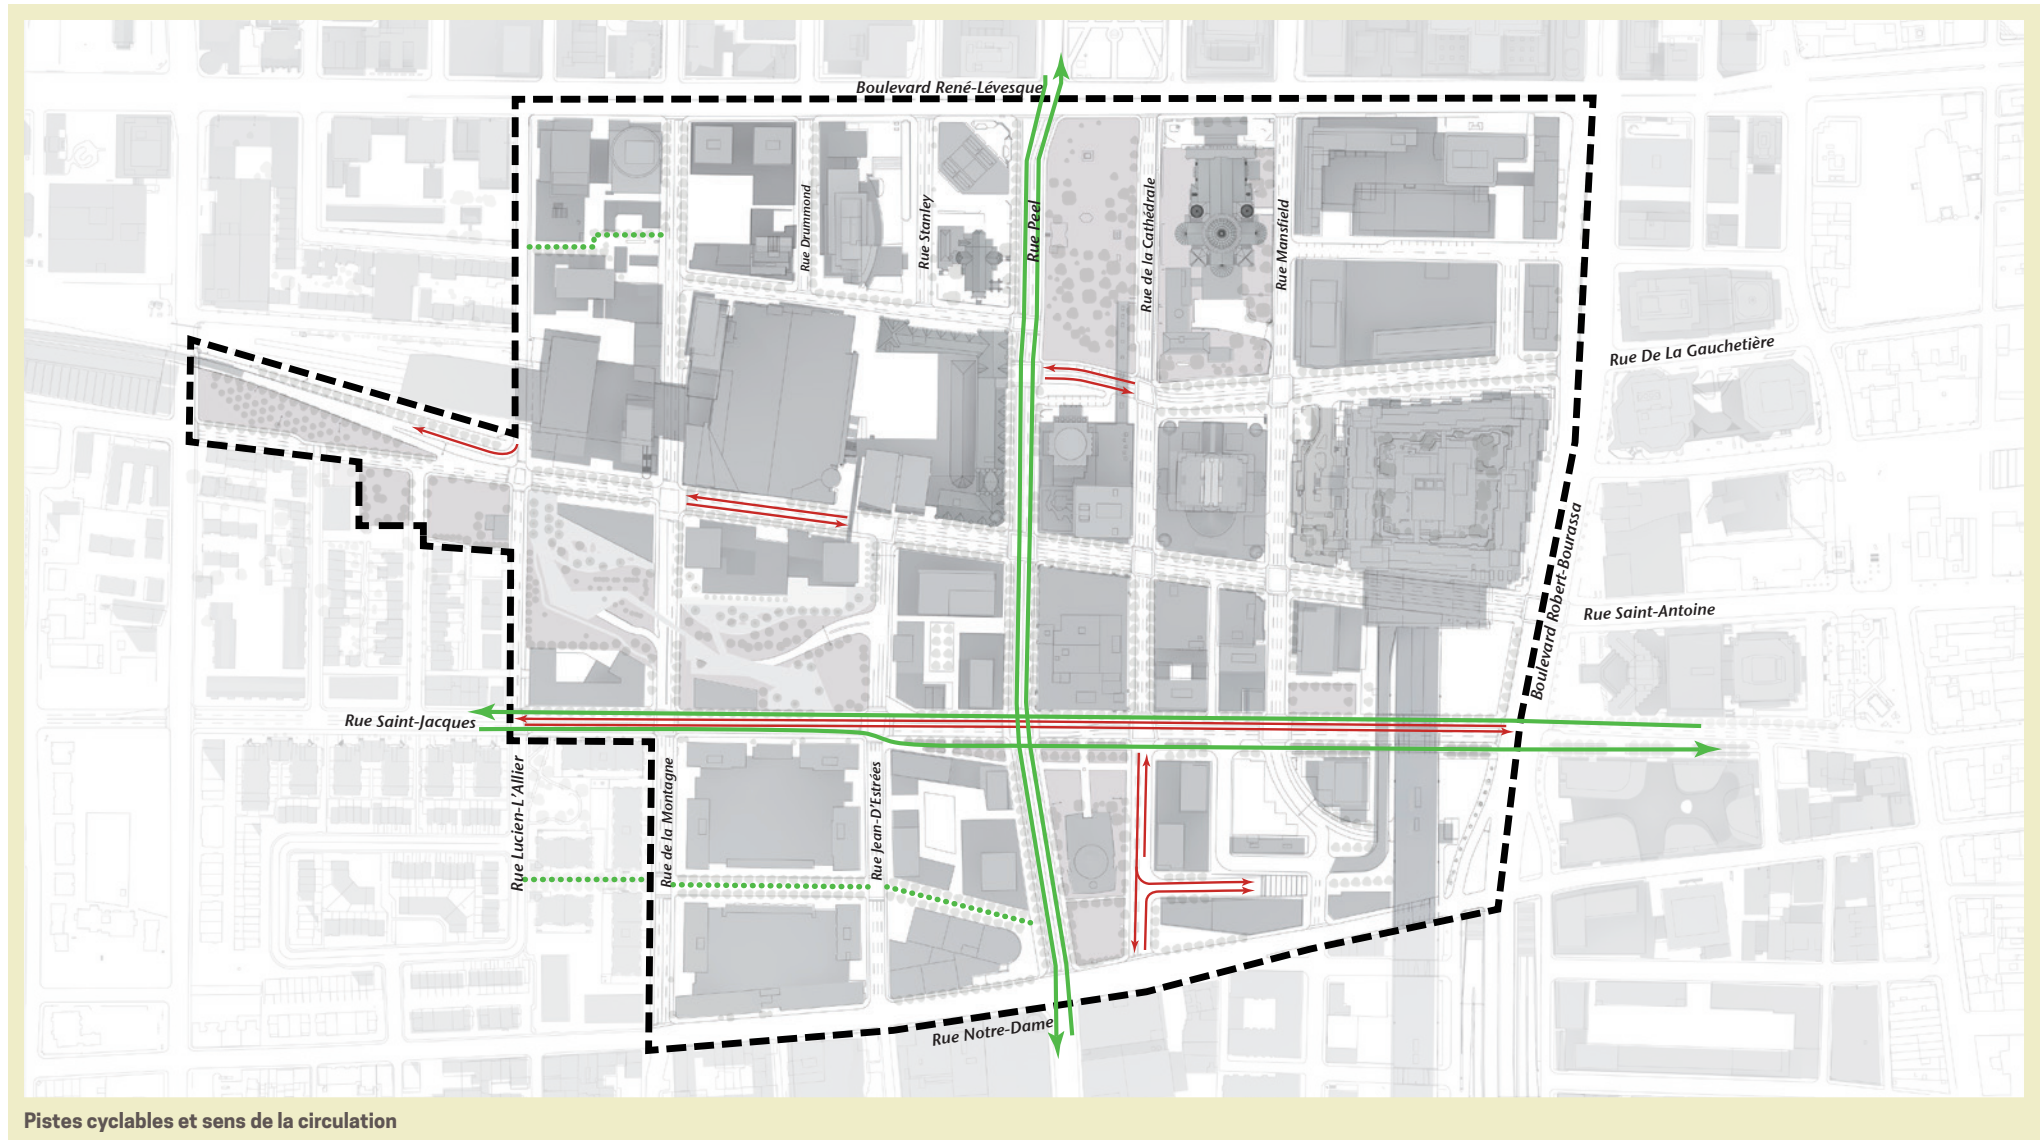 Boulevard René-Lévesque
Rue Drummond
Rue Stanley
Rue Peel
Rue de la Cathédrale
Rue Mansfield
Rue De La Gauchetière
Boulevard Robert-Bourassa
Rue Saint-Antoine
Rue Saint-Jacques
Rue Lucien-L'Allier
Rue de la Montagne
Rue Jean-D'Estrées
Rue Notre-Dame
Pistes cyclables et sens de la circulation